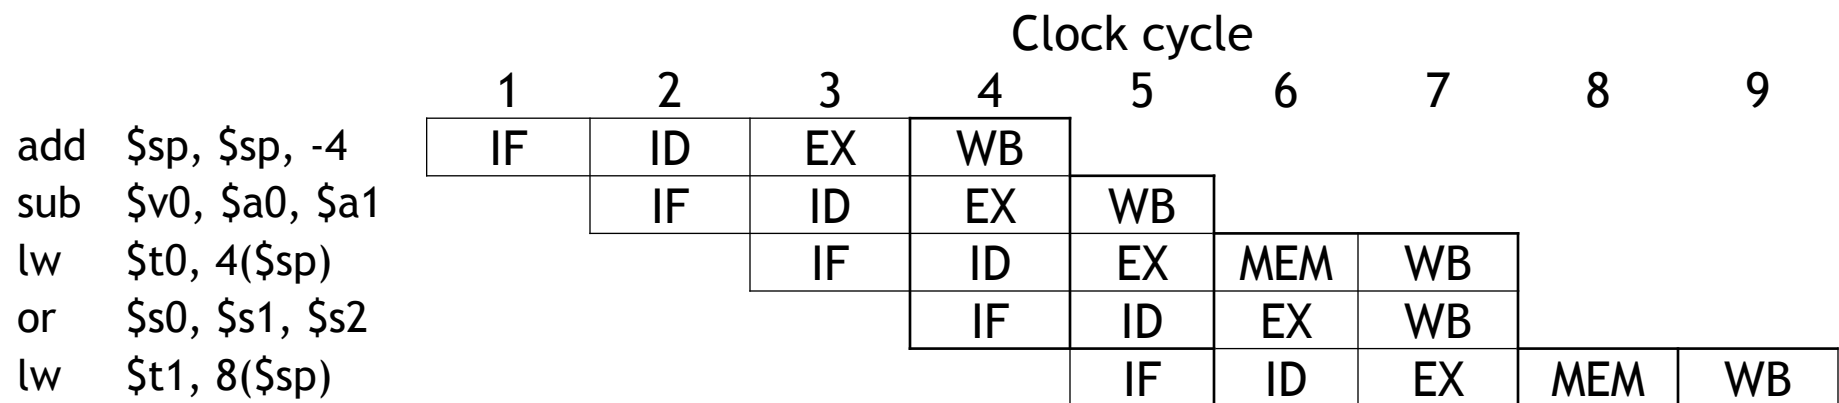 Clock cycle
1 2 3 4 5 6 7 8 9
add $sp, $sp, -4 IF ID EX WB
sub $v0, $a0, $a1 IF ID EX WB
lw $t0, 4($sp) IF ID EX MEM WB
or $s0, $s1, $s2 IF ID EX WB
lw $t1, 8($sp) IF ID EX MEM WB